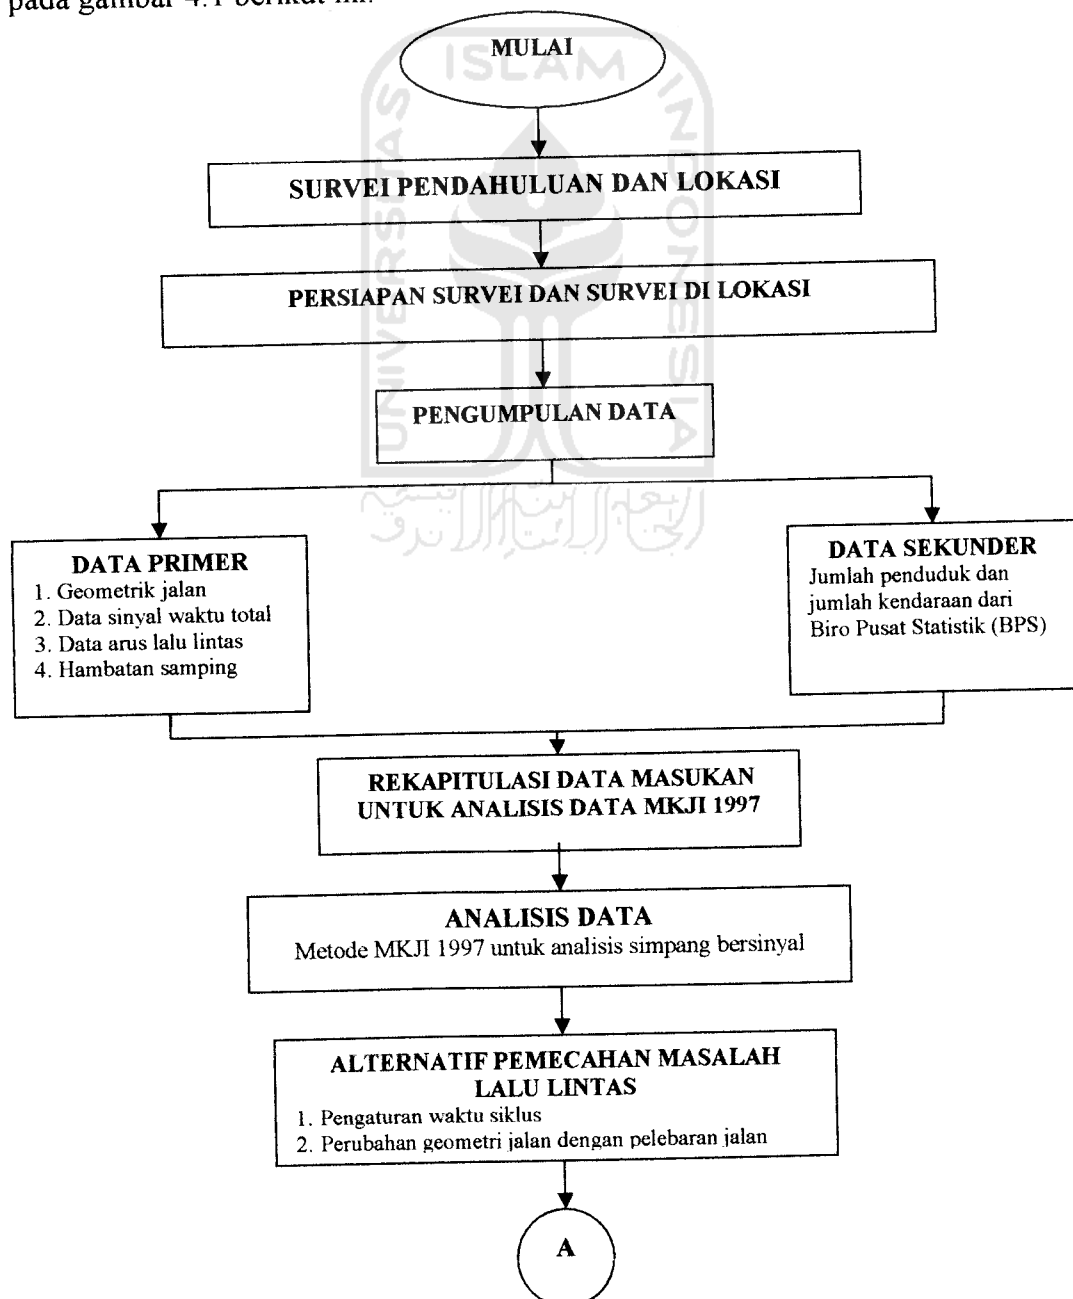 pada gambar 4.1 berikut ini.
MULAI
SURVEI PENDAHULUAN DAN LOKASI
PERSIAPAN SURVEI DAN SURVEI DI LOKASI
PENGUMPULAN DATA
DATA PRIMER
1. Geometrik jalan
2. Data sinyal waktu total
3. Data arus lalu lintas
4. Hambatan samping
DATA SEKUNDER
Jumlah penduduk dan
jumlah kendaraan dari
Biro Pusat Statistik (BPS)
REKAPITULASI DATA MASUKAN
UNTUK ANALISIS DATA MKJI 1997
ANALISIS DATA
Metode MKJI 1997 untuk analisis simpang bersinyal
ALTERNATIF PEMECAHAN MASALAH
LALU LINTAS
1. Pengaturan waktu siklus
2. Perubahan geometri jalan dengan pelebaran jalan
A
UNIVERSITAS
ISLAM
INDONESIA